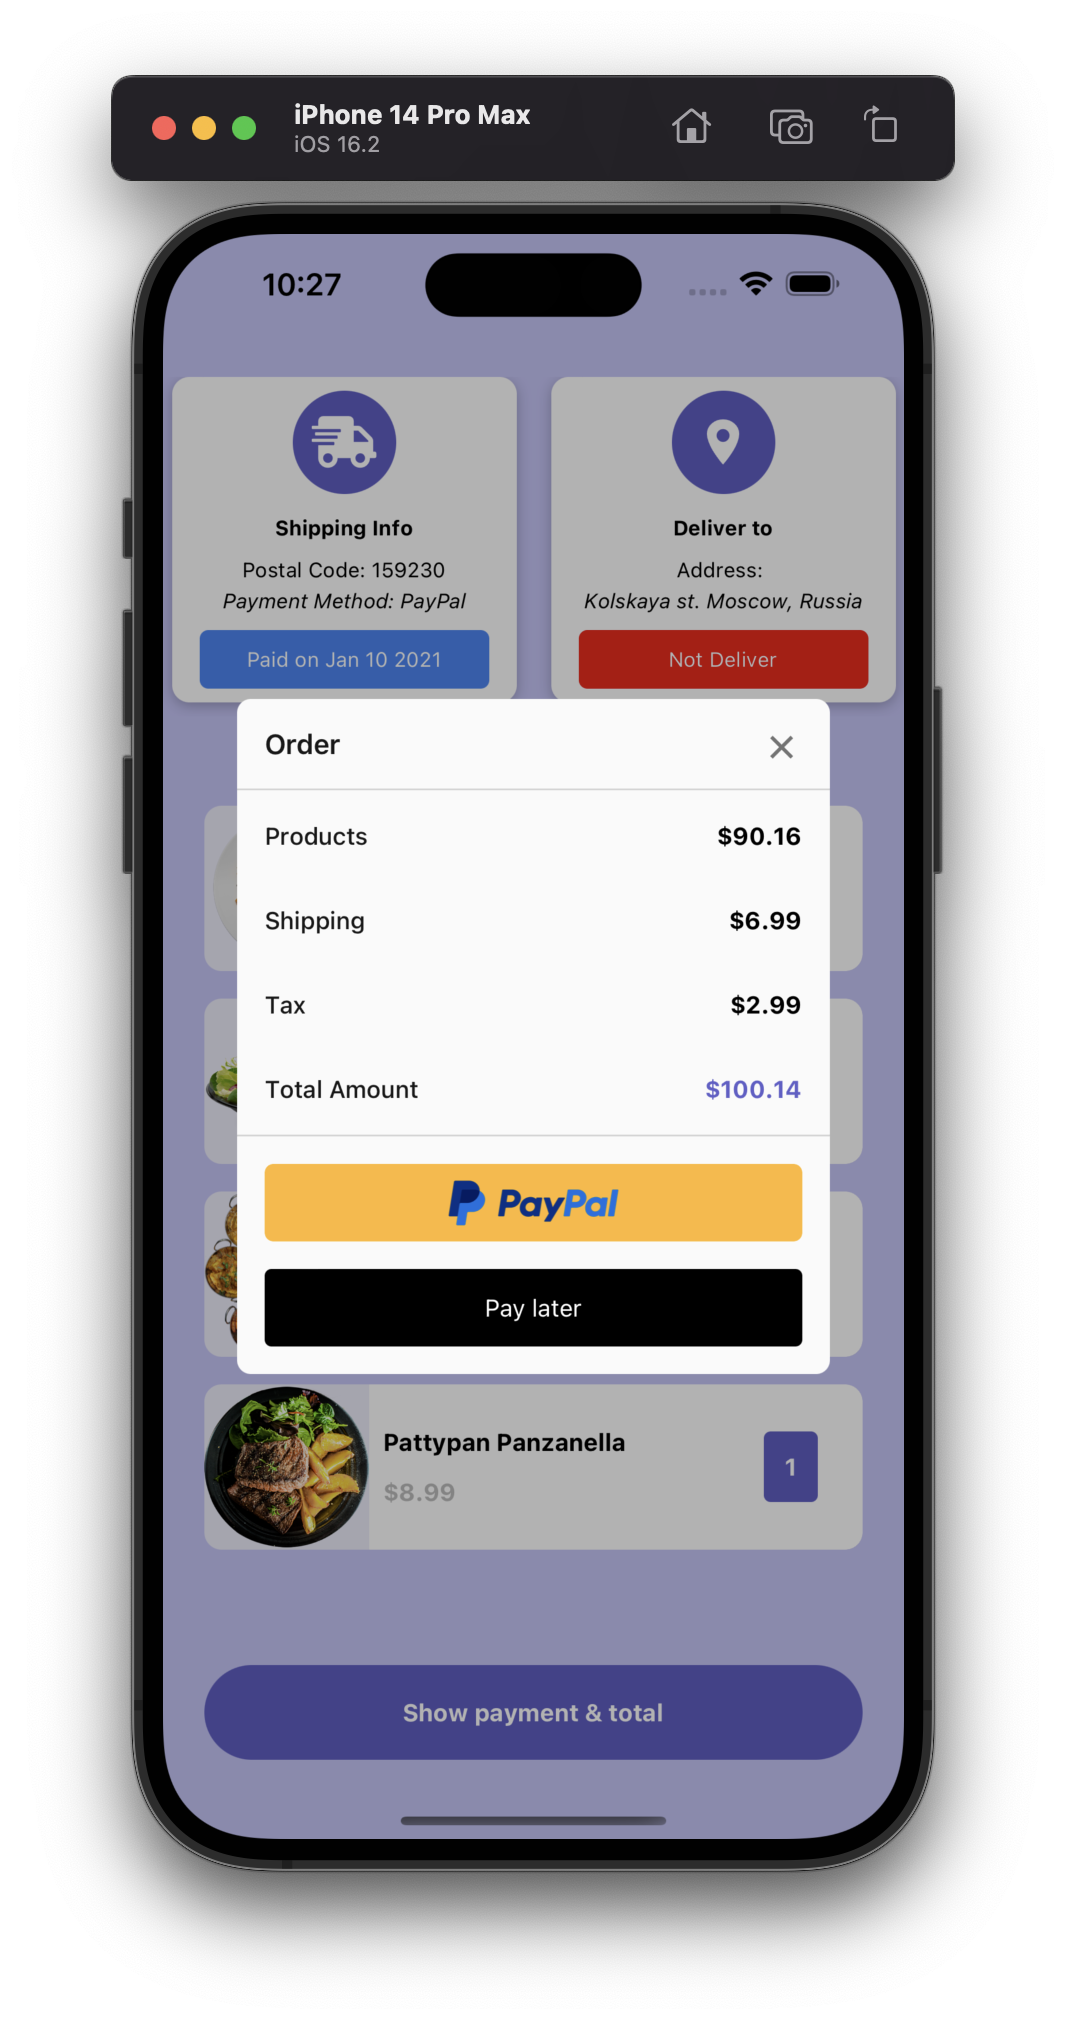 iPhone 14 Pro Max
iOS 16.2
10:27
Shipping Info
Postal Code: 159230
Payment Method: PayPal
Paid on Jan 10 2021
Deliver to
Address:
Kolskaya st. Moscow, Russia
Not Deliver
Order
Products $90.16
Shipping $6.99
Tax $2.99
Total Amount $100.14
PayPal
Pay later
Pattypan Panzanella
$8.99
1
Show payment & total